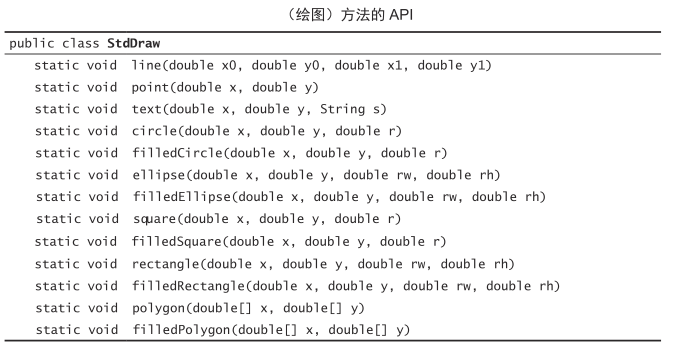 （绘图）方法的 API
public class StdDraw
static void line(double x0, double y0, double x1, double y1)
static void point(double x, double y)
static void text(double x, double y, String s)
static void circle(double x, double y, double r)
static void filledCircle(double x, double y, double r)
static void ellipse(double x, double y, double rw, double rh)
static void filledEllipse(double x, double y, double rw, double rh)
static void square(double x, double y, double r)
static void filledSquare(double x, double y, double r)
static void rectangle(double x, double y, double rw, double rh)
static void filledRectangle(double x, double y, double rw, double rh)
static void polygon(double[] x, double[] y)
static void filledPolygon(double[] x, double[] y)